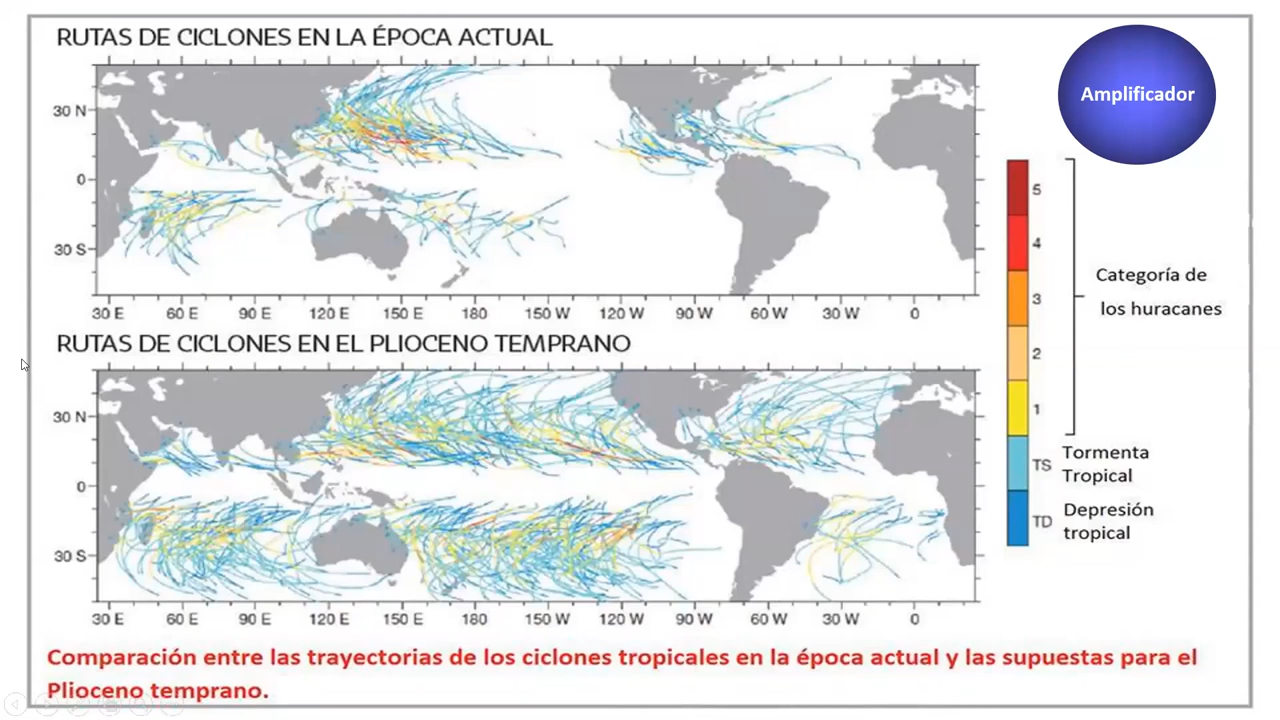 RUTAS DE CICLONES EN LA ÉPOCA ACTUAL
Amplificador
30 N
0
30 S
30 E 60 E 90 E 120 E 150 E 180 150 W 120 W 90 W 60 W 30 W 0
RUTAS DE CICLONES EN EL PLIOCENO TEMPRANO
30 N
0
30 S
30 E 60 E 90 E 120 E 150 E 180 150 W 120 W 90 W 60 W 30 W 0
5
4
3
2
1
TS
TD
Categoría de
los huracanes
Tormenta
Tropical
Depresión
tropical
Comparación entre las trayectorias de los ciclones tropicales en la época actual y las supuestas para el
Plioceno temprano.